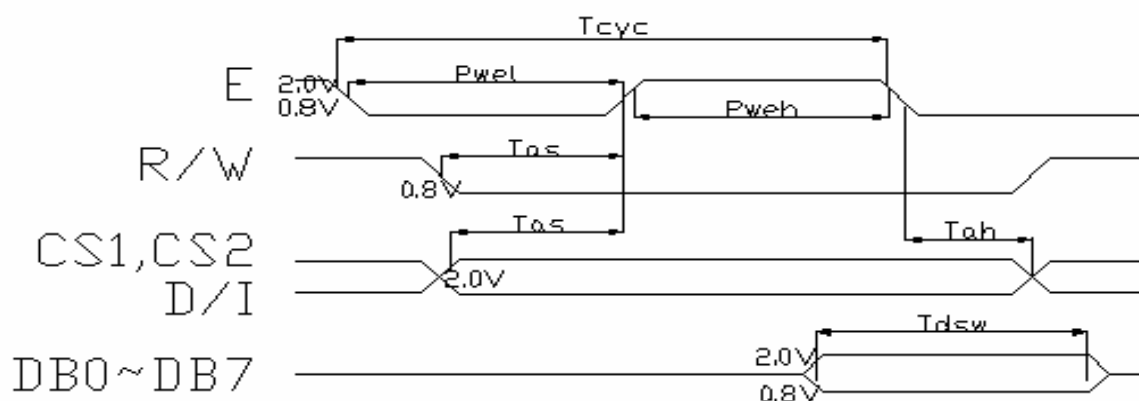 Tcyc
E 2.0V Pwel
0.8V Pweh
R/W Tas
0.8V
Tas
CS1,CS2 Tah
2.0V
D/I
Tdsw
2.0V
DB0~DB7
0.8V